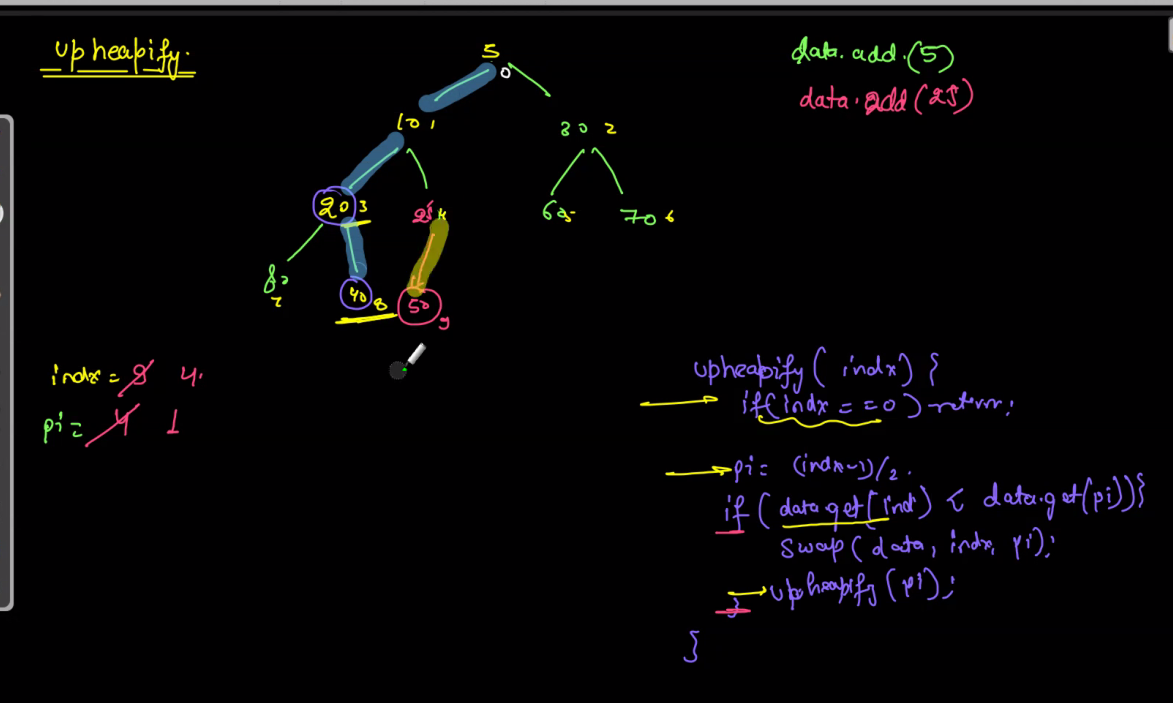 upheapify.
5
0
data.add.(5)
data.add(25)
10 1
30 2
20 3
25 4
60 5
70 6
80
7
40 8
50
9
indx = 9 4.
pi = 4 1
upheapify( indx) {
if(indx == 0) return;
pi = (indx-1)/2.
if ( data.get(ind) < data.get(pi)){
swap( data, indx, pi);
upheapify(pi);
}
}